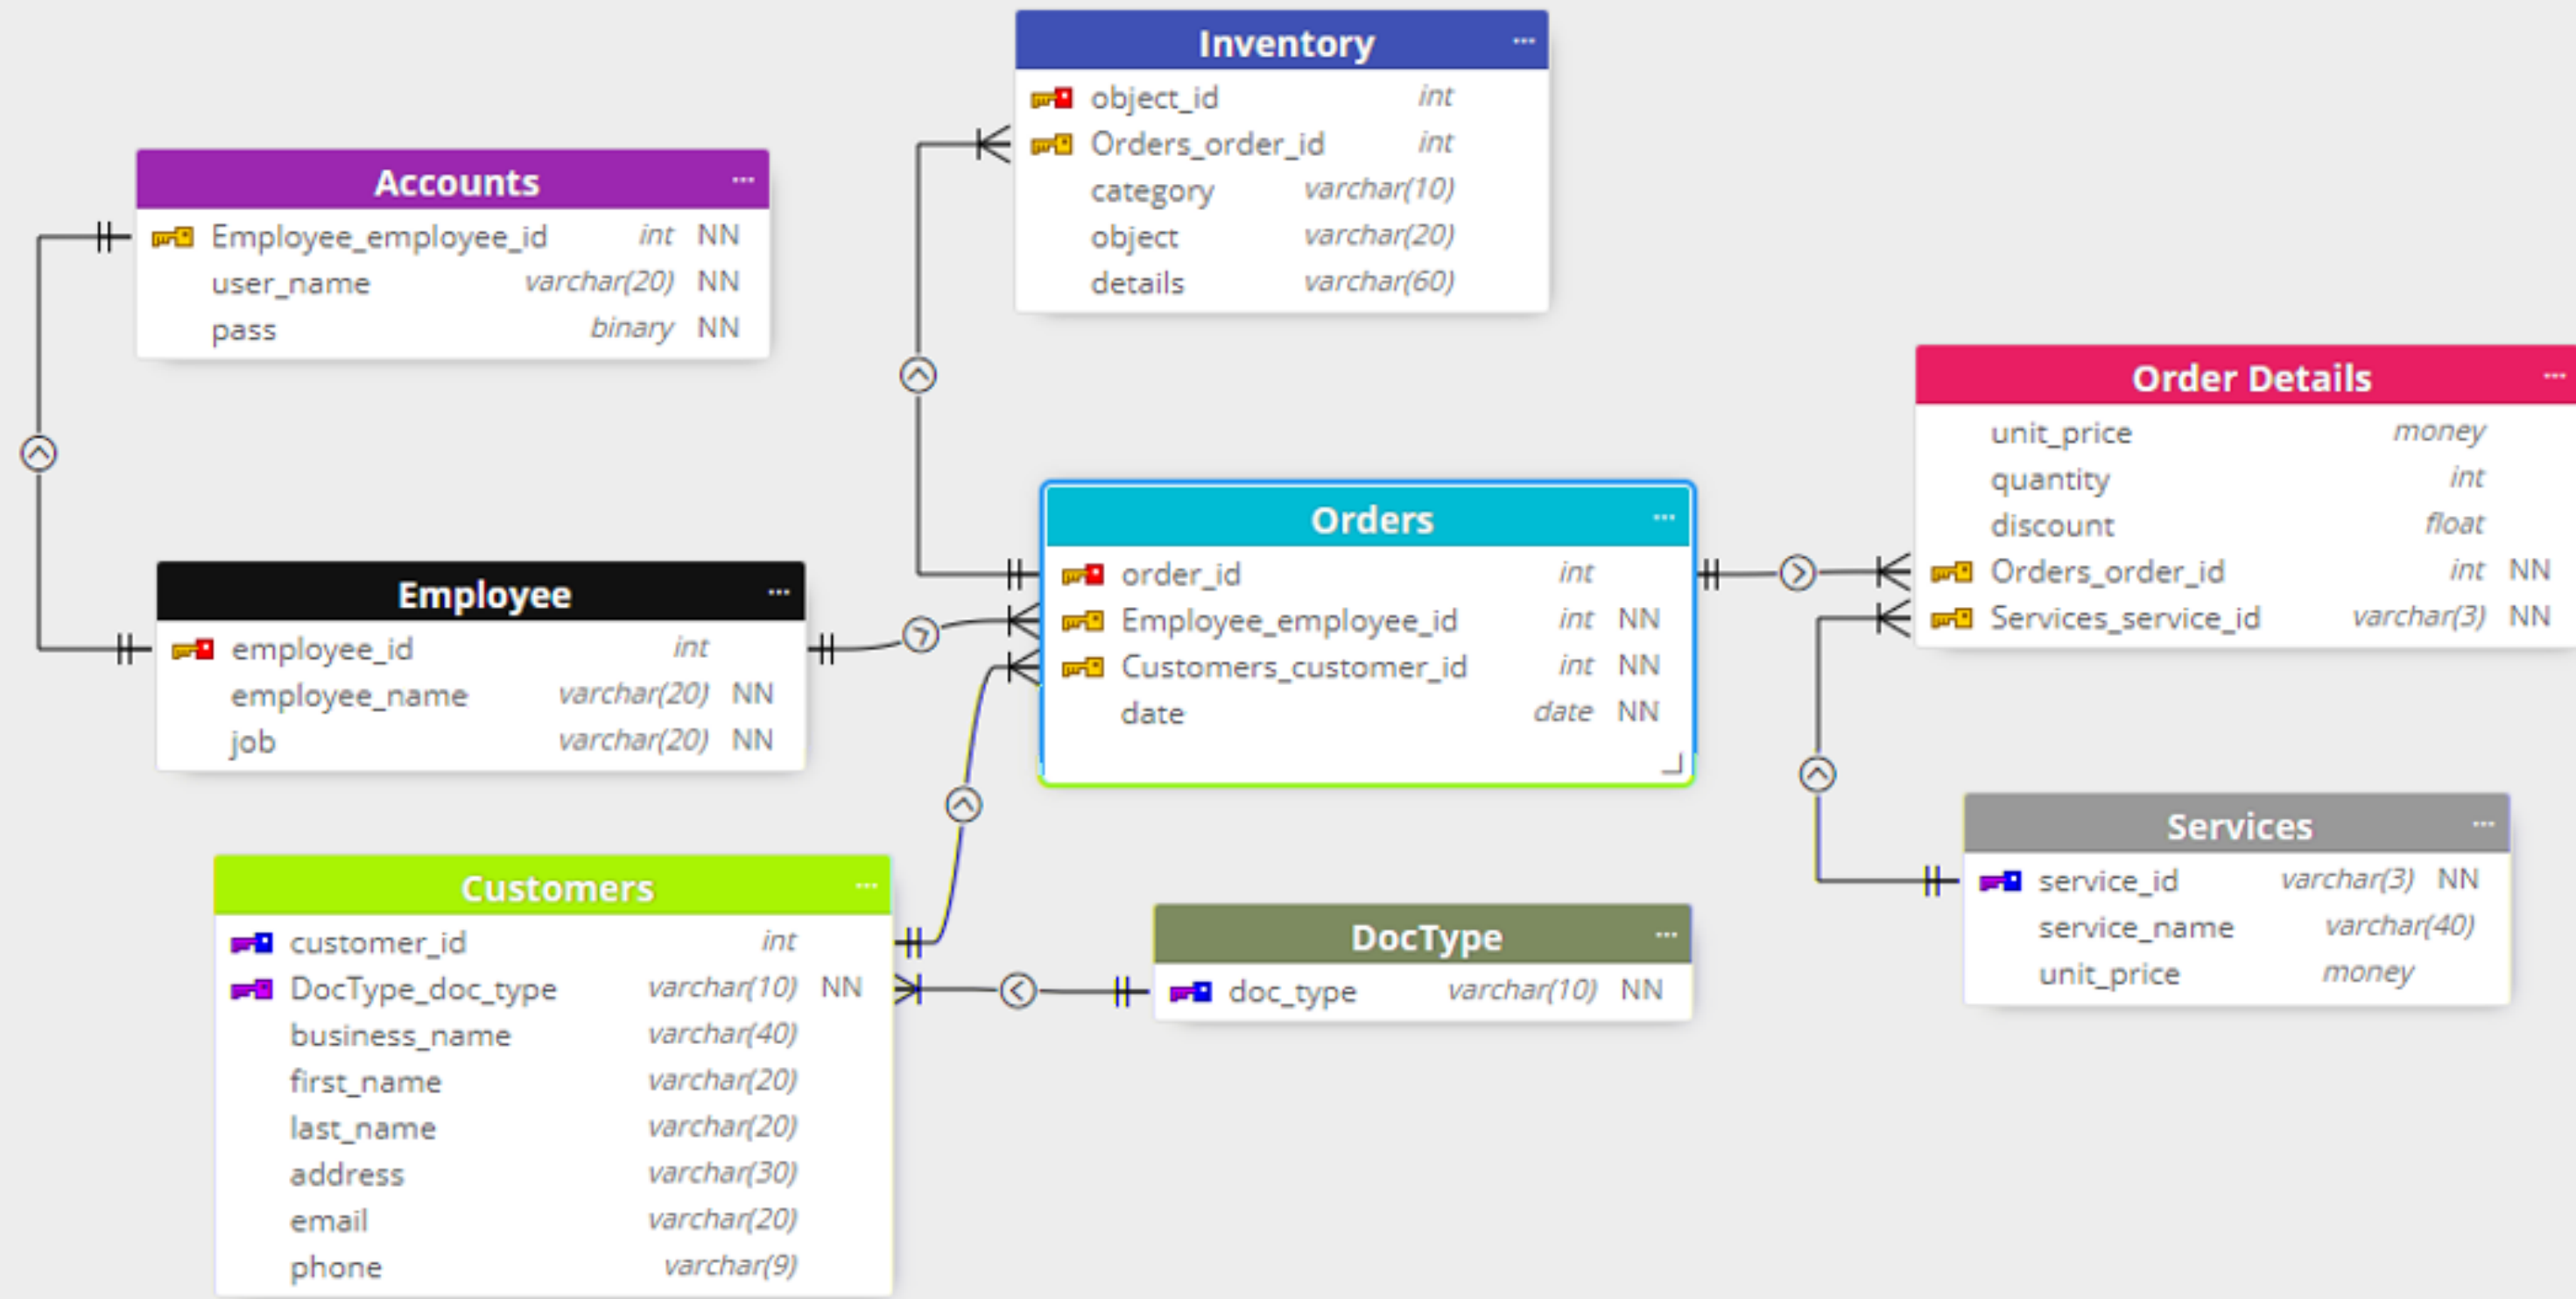 Inventory
object_id int
Orders_order_id int
category varchar(10)
object varchar(20)
details varchar(60)
Accounts
Employee_employee_id int NN
user_name varchar(20) NN
pass binary NN
Order Details
unit_price money
quantity int
discount float
Orders_order_id int NN
Services_service_id varchar(3) NN
Orders
order_id int
Employee_employee_id int NN
Customers_customer_id int NN
date date NN
Employee
employee_id int
employee_name varchar(20) NN
job varchar(20) NN
Services
service_id varchar(3) NN
service_name varchar(40)
unit_price money
Customers
customer_id int
DocType_doc_type varchar(10) NN
business_name varchar(40)
first_name varchar(20)
last_name varchar(20)
address varchar(30)
email varchar(20)
phone varchar(9)
DocType
doc_type varchar(10) NN